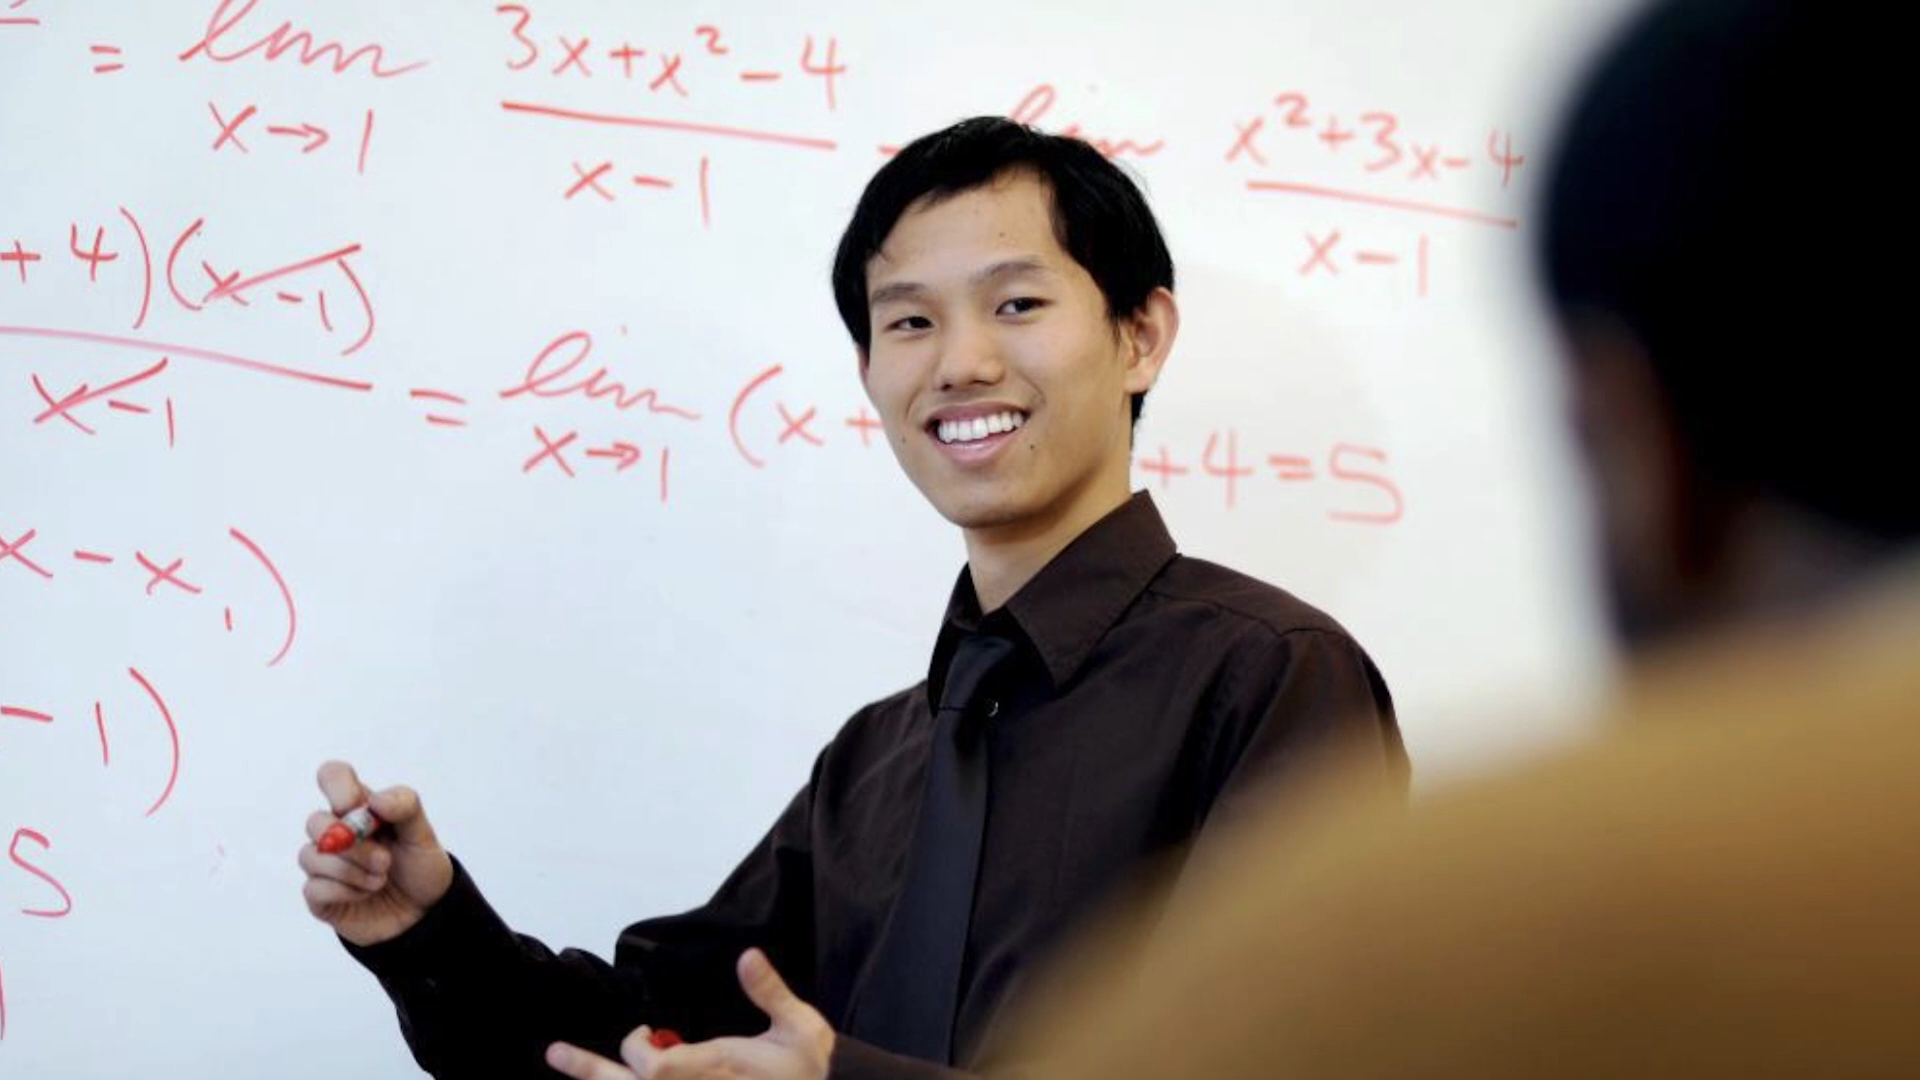 = lim x→1 (3x+x²-4)/(x-1) = lim (x²+3x-4)/(x-1)
+4)(x-1)/(x-1) = lim x→1 (x+ +4=5
x-x₁)
-1)
5